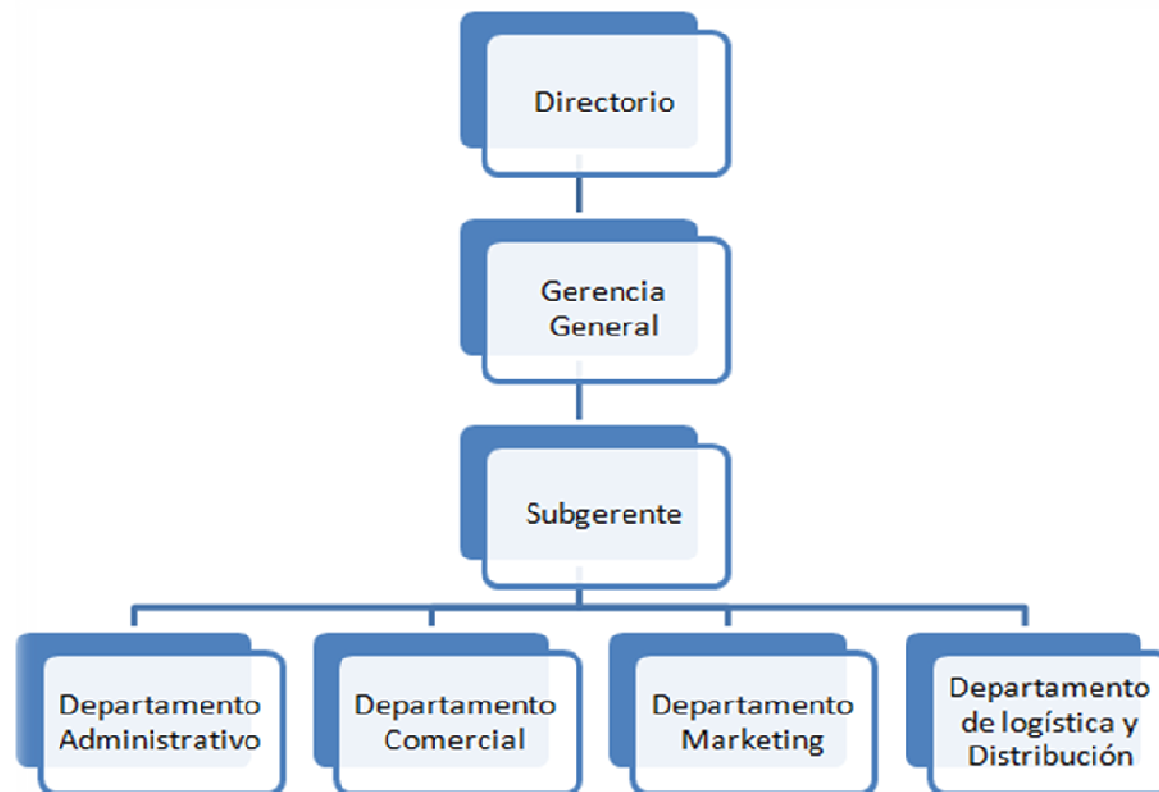 Directorio
Gerencia
General
Subgerente
Departamento
Administrativo
Departamento
Comercial
Departamento
Marketing
Departamento
de logística y
Distribución